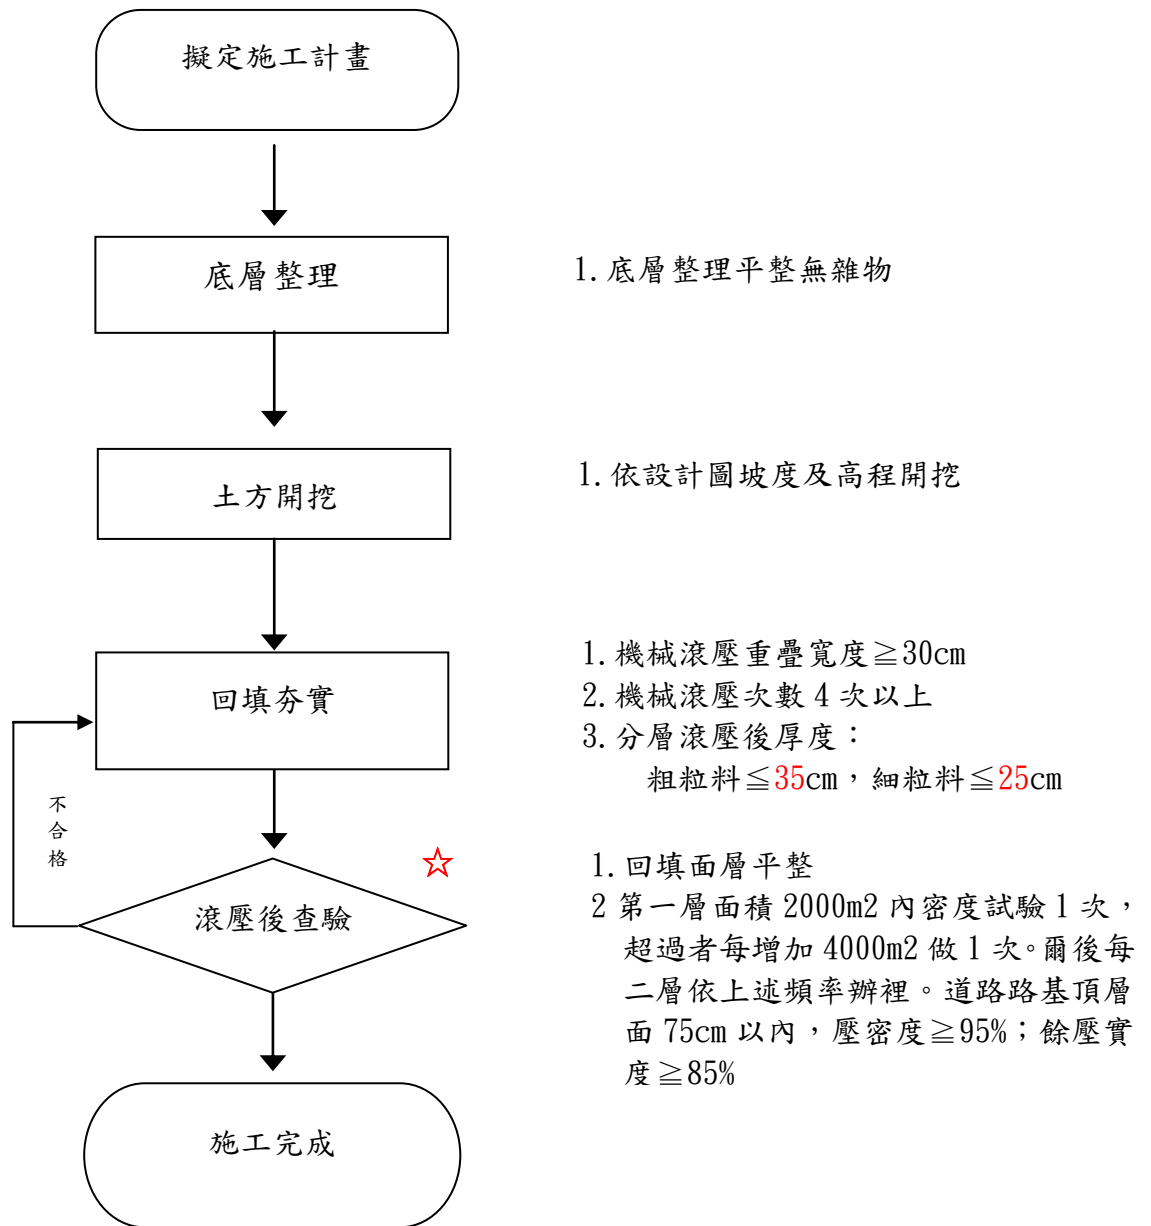 擬定施工計畫
底層整理
1.底層整理平整無雜物
土方開挖
1.依設計圖坡度及高程開挖
回填夯實
1.機械滾壓重疊寬度≧30cm
2.機械滾壓次數4次以上
3.分層滾壓後厚度：
粗粒料≦35cm，細粒料≦25cm
不
合
格
☆
滾壓後查驗
1.回填面層平整
2 第一層面積2000m2內密度試驗1次，
超過者每增加4000m2做1次。爾後每
二層依上述頻率辦裡。道路路基頂層
面75cm以內，壓密度≧95%；餘壓實
度≧85%
施工完成